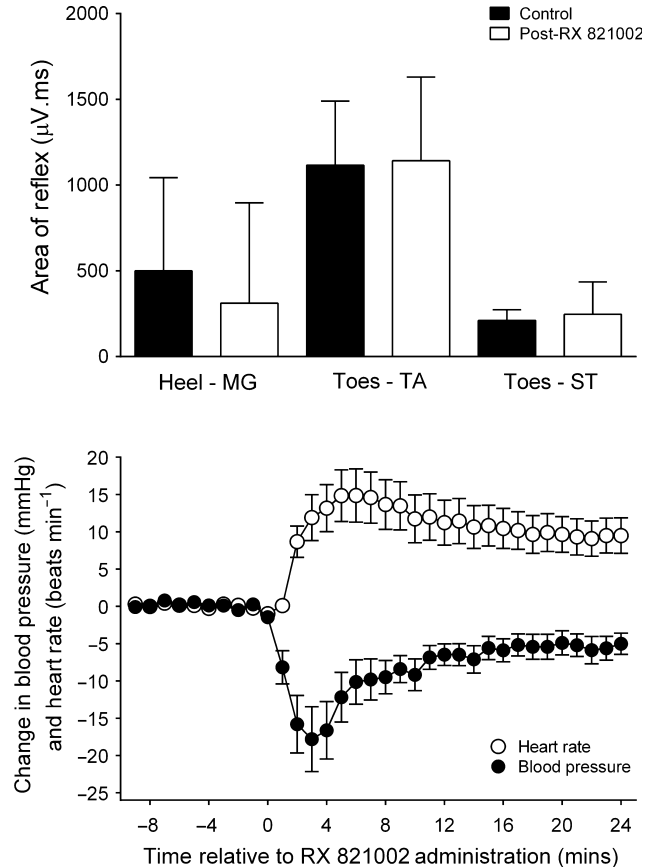 Control
Post-RX 821002
2000
1500
1000
500
0
Area of reflex (μV.ms)
Heel - MG Toes - TA Toes - ST
20
15
10
5
0
−5
−10
−15
−20
−25
Change in blood pressure (mmHg)
and heart rate (beats min⁻¹)
Heart rate
Blood pressure
−8 −4 0 4 8 12 16 20 24
Time relative to RX 821002 administration (mins)